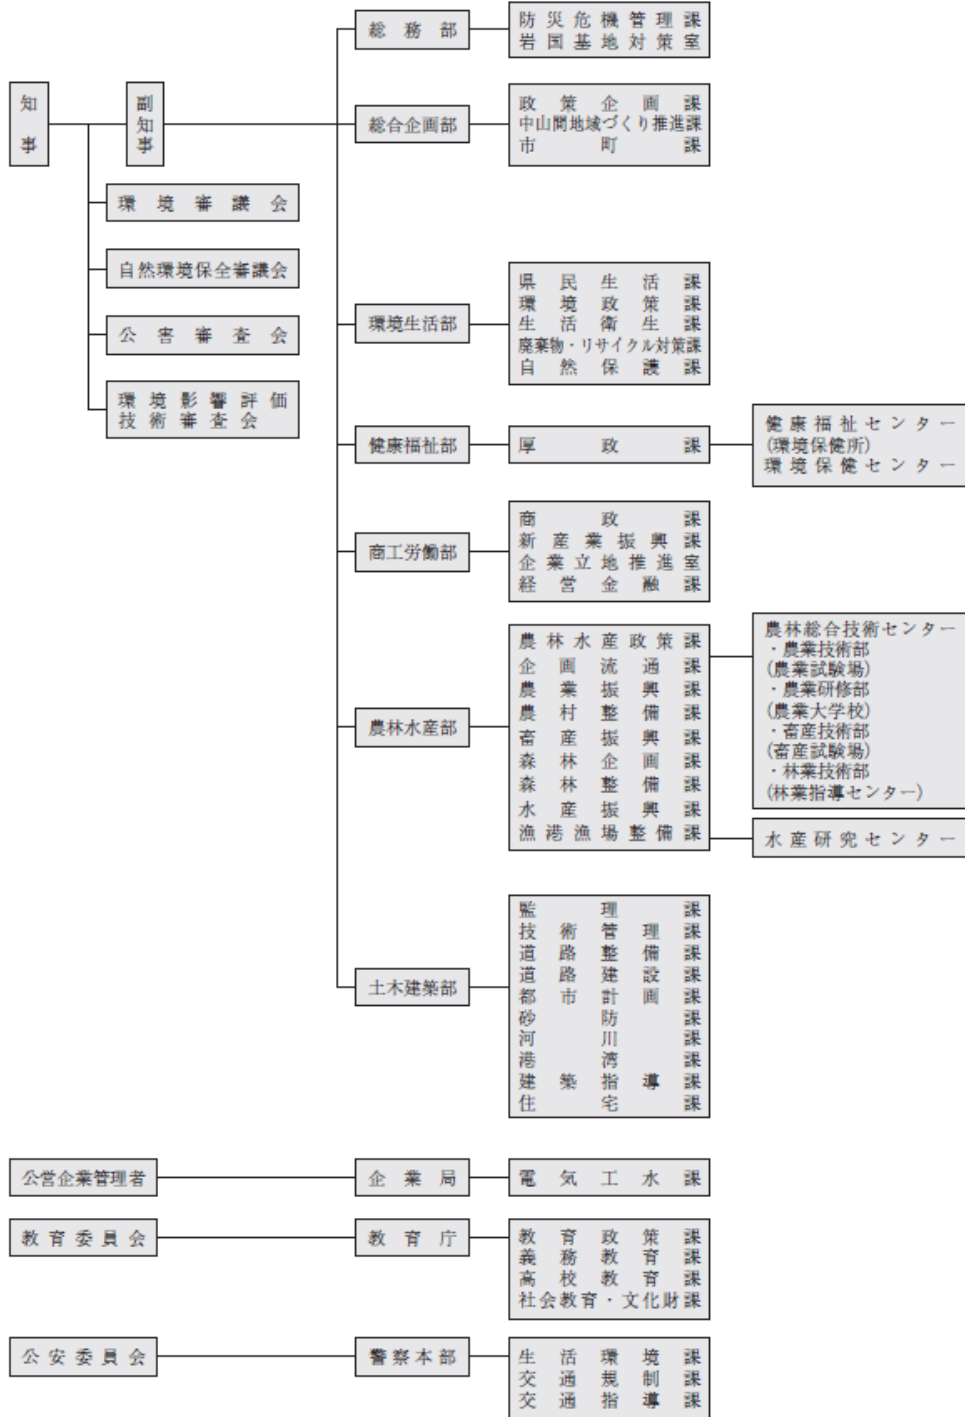 知事
副知事
環境審議会
自然環境保全審議会
公害審査会
環境影響評価
技術審査会
総務部
防災危機管理課
岩国基地対策室
総合企画部
政策企画課
中山間地域づくり推進課
市町課
環境生活部
県民生活課
環境政策課
生活衛生課
廃棄物・リサイクル対策課
自然保護課
健康福祉部
厚政課
健康福祉センター
(環境保健所)
環境保健センター
商工労働部
商政課
新産業振興課
企業立地推進室
経営金融課
農林水産部
農林水産政策課
企画流通課
農業振興課
農村整備課
畜産振興課
森林企画課
森林整備課
水産振興課
漁港漁場整備課
農林総合技術センター
・農業技術部
(農業試験場)
・農業研修部
(農業大学校)
・畜産技術部
(畜産試験場)
・林業技術部
(林業指導センター)
水産研究センター
土木建築部
監理課
技術管理課
道路整備課
道路建設課
都市計画課
砂防課
河川課
港湾課
建築指導課
住宅課
公営企業管理者
企業局
電気工水課
教育委員会
教育庁
教育政策課
義務教育課
高校教育課
社会教育・文化財課
公安委員会
警察本部
生活環境課
交通規制課
交通指導課